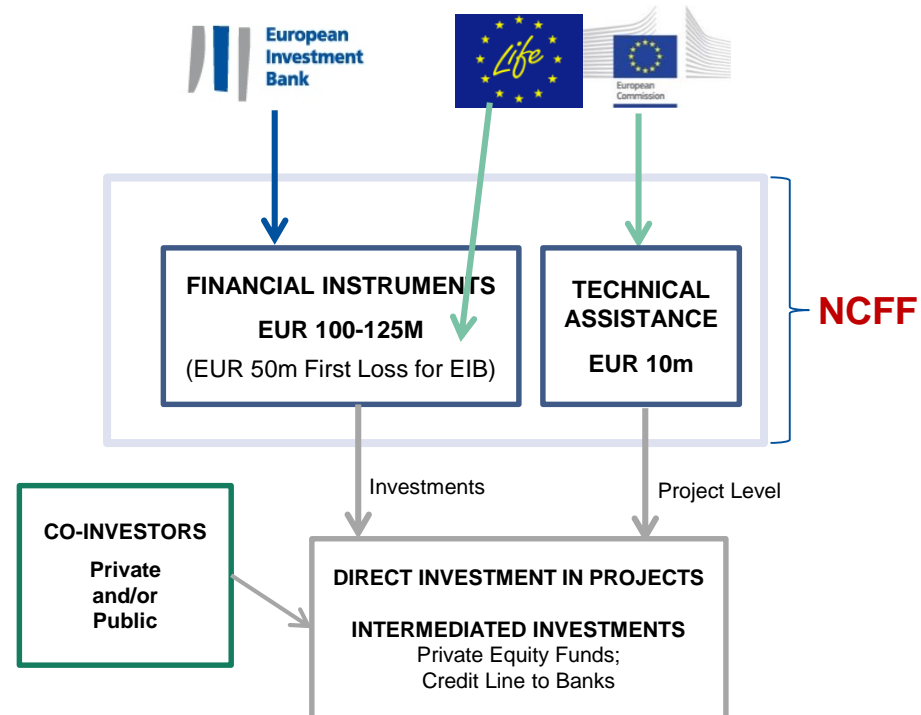 European
Investment
Bank
Life
European
Commission
FINANCIAL INSTRUMENTS
EUR 100-125M
(EUR 50m First Loss for EIB)
TECHNICAL
ASSISTANCE
EUR 10m
NCFF
Investments
Project Level
CO-INVESTORS
Private
and/or
Public
DIRECT INVESTMENT IN PROJECTS
INTERMEDIATED INVESTMENTS
Private Equity Funds;
Credit Line to Banks